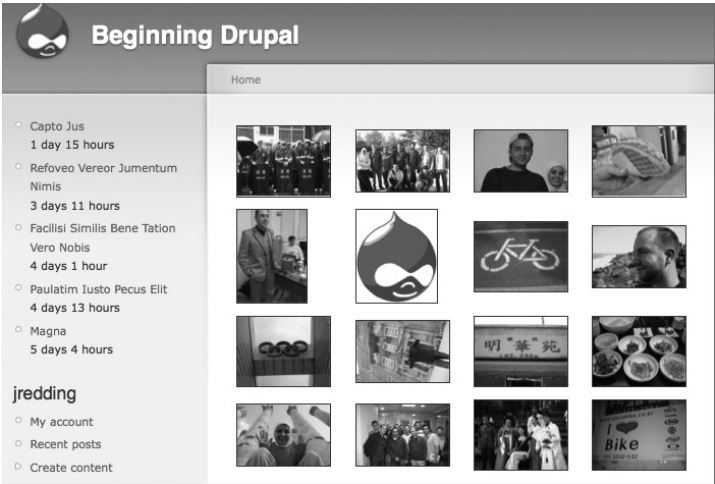 Beginning Drupal
Home
Capto Jus
1 day 15 hours
Refoveo Vereor Jumentum
Nimis
3 days 11 hours
Facilisi Similis Bene Tation
Vero Nobis
4 days 1 hour
Paulatim Iusto Pecus Elit
4 days 13 hours
Magna
5 days 4 hours
jredding
My account
Recent posts
Create content
明華苑
I
Bike